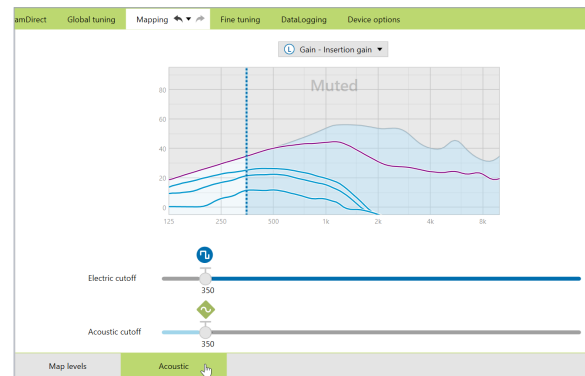 amDirect Global tuning Mapping Fine tuning DataLogging Device options
L Gain - Insertion gain
Muted
80
60
40
20
0
125 250 500 1k 2k 4k 8k
Electric cutoff
350
Acoustic cutoff
350
Map levels Acoustic